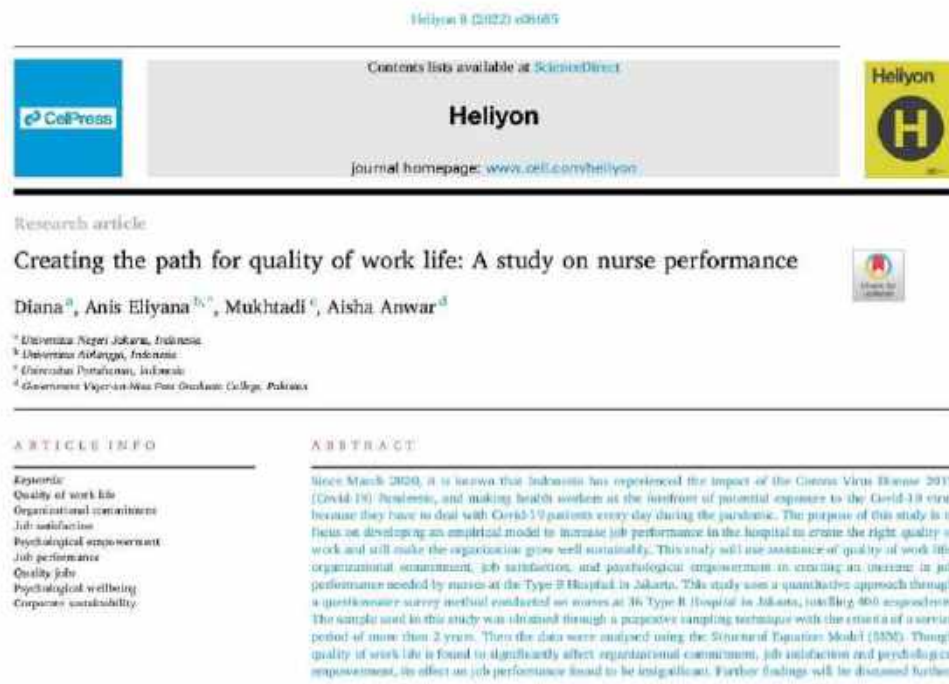 Heliyon 8 (2022) e08685
Contents lists available at ScienceDirect
CelPress
Heliyon
journal homepage: www.cell.com/heliyon
Heliyon
H
Research article
Creating the path for quality of work life: A study on nurse performance
Check for
updates
Diana a, Anis Eliyana b,*, Mukhtadi c, Aisha Anwar d
a Universitas Negeri Jakarta, Indonesia
b Universitas Airlangga, Indonesia
c Universitas Pertahanan, Indonesia
d Government Post Graduate College, Pakistan
ARTICLE INFO
Keywords:
Quality of work life
Organizational commitment
Job satisfaction
Psychological empowerment
Job performance
Quality jobs
Psychological wellbeing
Corporate sustainability
ABSTRACT
Since March 2020, it is known that Indonesia has experienced the impact of the Corona Virus Disease 2019
(Covid-19) Pandemic, and making health workers as the forefront of potential exposure to the Covid-19 virus
because they have to deal with Covid-19 patients every day during the pandemic. The purpose of this study is to
focus on developing an empirical model to increase job performance in the hospital to create the right quality of
work and still make the organization grow well sustainably. This study will use assistance of quality of work life,
organizational commitment, job satisfaction, and psychological empowerment in creating an increase in job
performance needed by nurses at the Type B Hospital in Jakarta. This study uses a quantitative approach through
a questionnaire survey method conducted on nurses at 36 Type B Hospital in Jakarta, totalling 400 respondents.
The sample used in this study was obtained through a purposive sampling technique with the criteria of a service
period of more than 2 years. Then the data were analysed using the Structural Equation Model (SEM). Though
quality of work life is found to significantly affect organizational commitment, job satisfaction and psychological
empowerment, its effect on job performance found to be insignificant. Further findings will be discussed further.